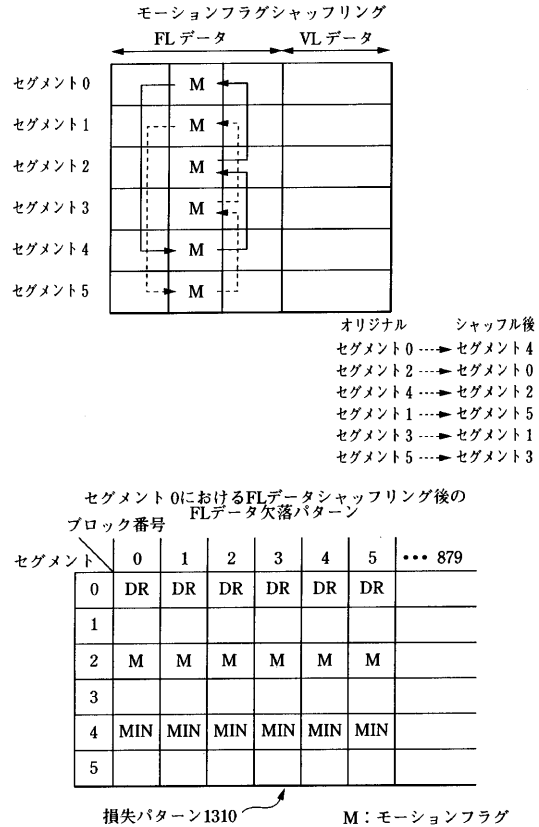 モーションフラグシャッフリング
FLデータ VLデータ
セグメント0 M
セグメント1 M
セグメント2 M
セグメント3 M
セグメント4 M
セグメント5 M
オリジナル シャッフル後
セグメント0 セグメント4
セグメント2 セグメント0
セグメント4 セグメント2
セグメント1 セグメント5
セグメント3 セグメント1
セグメント5 セグメント3
セグメント0におけるFLデータシャッフリング後の
FLデータ欠落パターン
ブロック番号
セグメント 0 1 2 3 4 5 ••• 879
0 DR DR DR DR DR DR
1
2 M M M M M M
3
4 MIN MIN MIN MIN MIN MIN
5
損失パターン1310 M：モーションフラグ